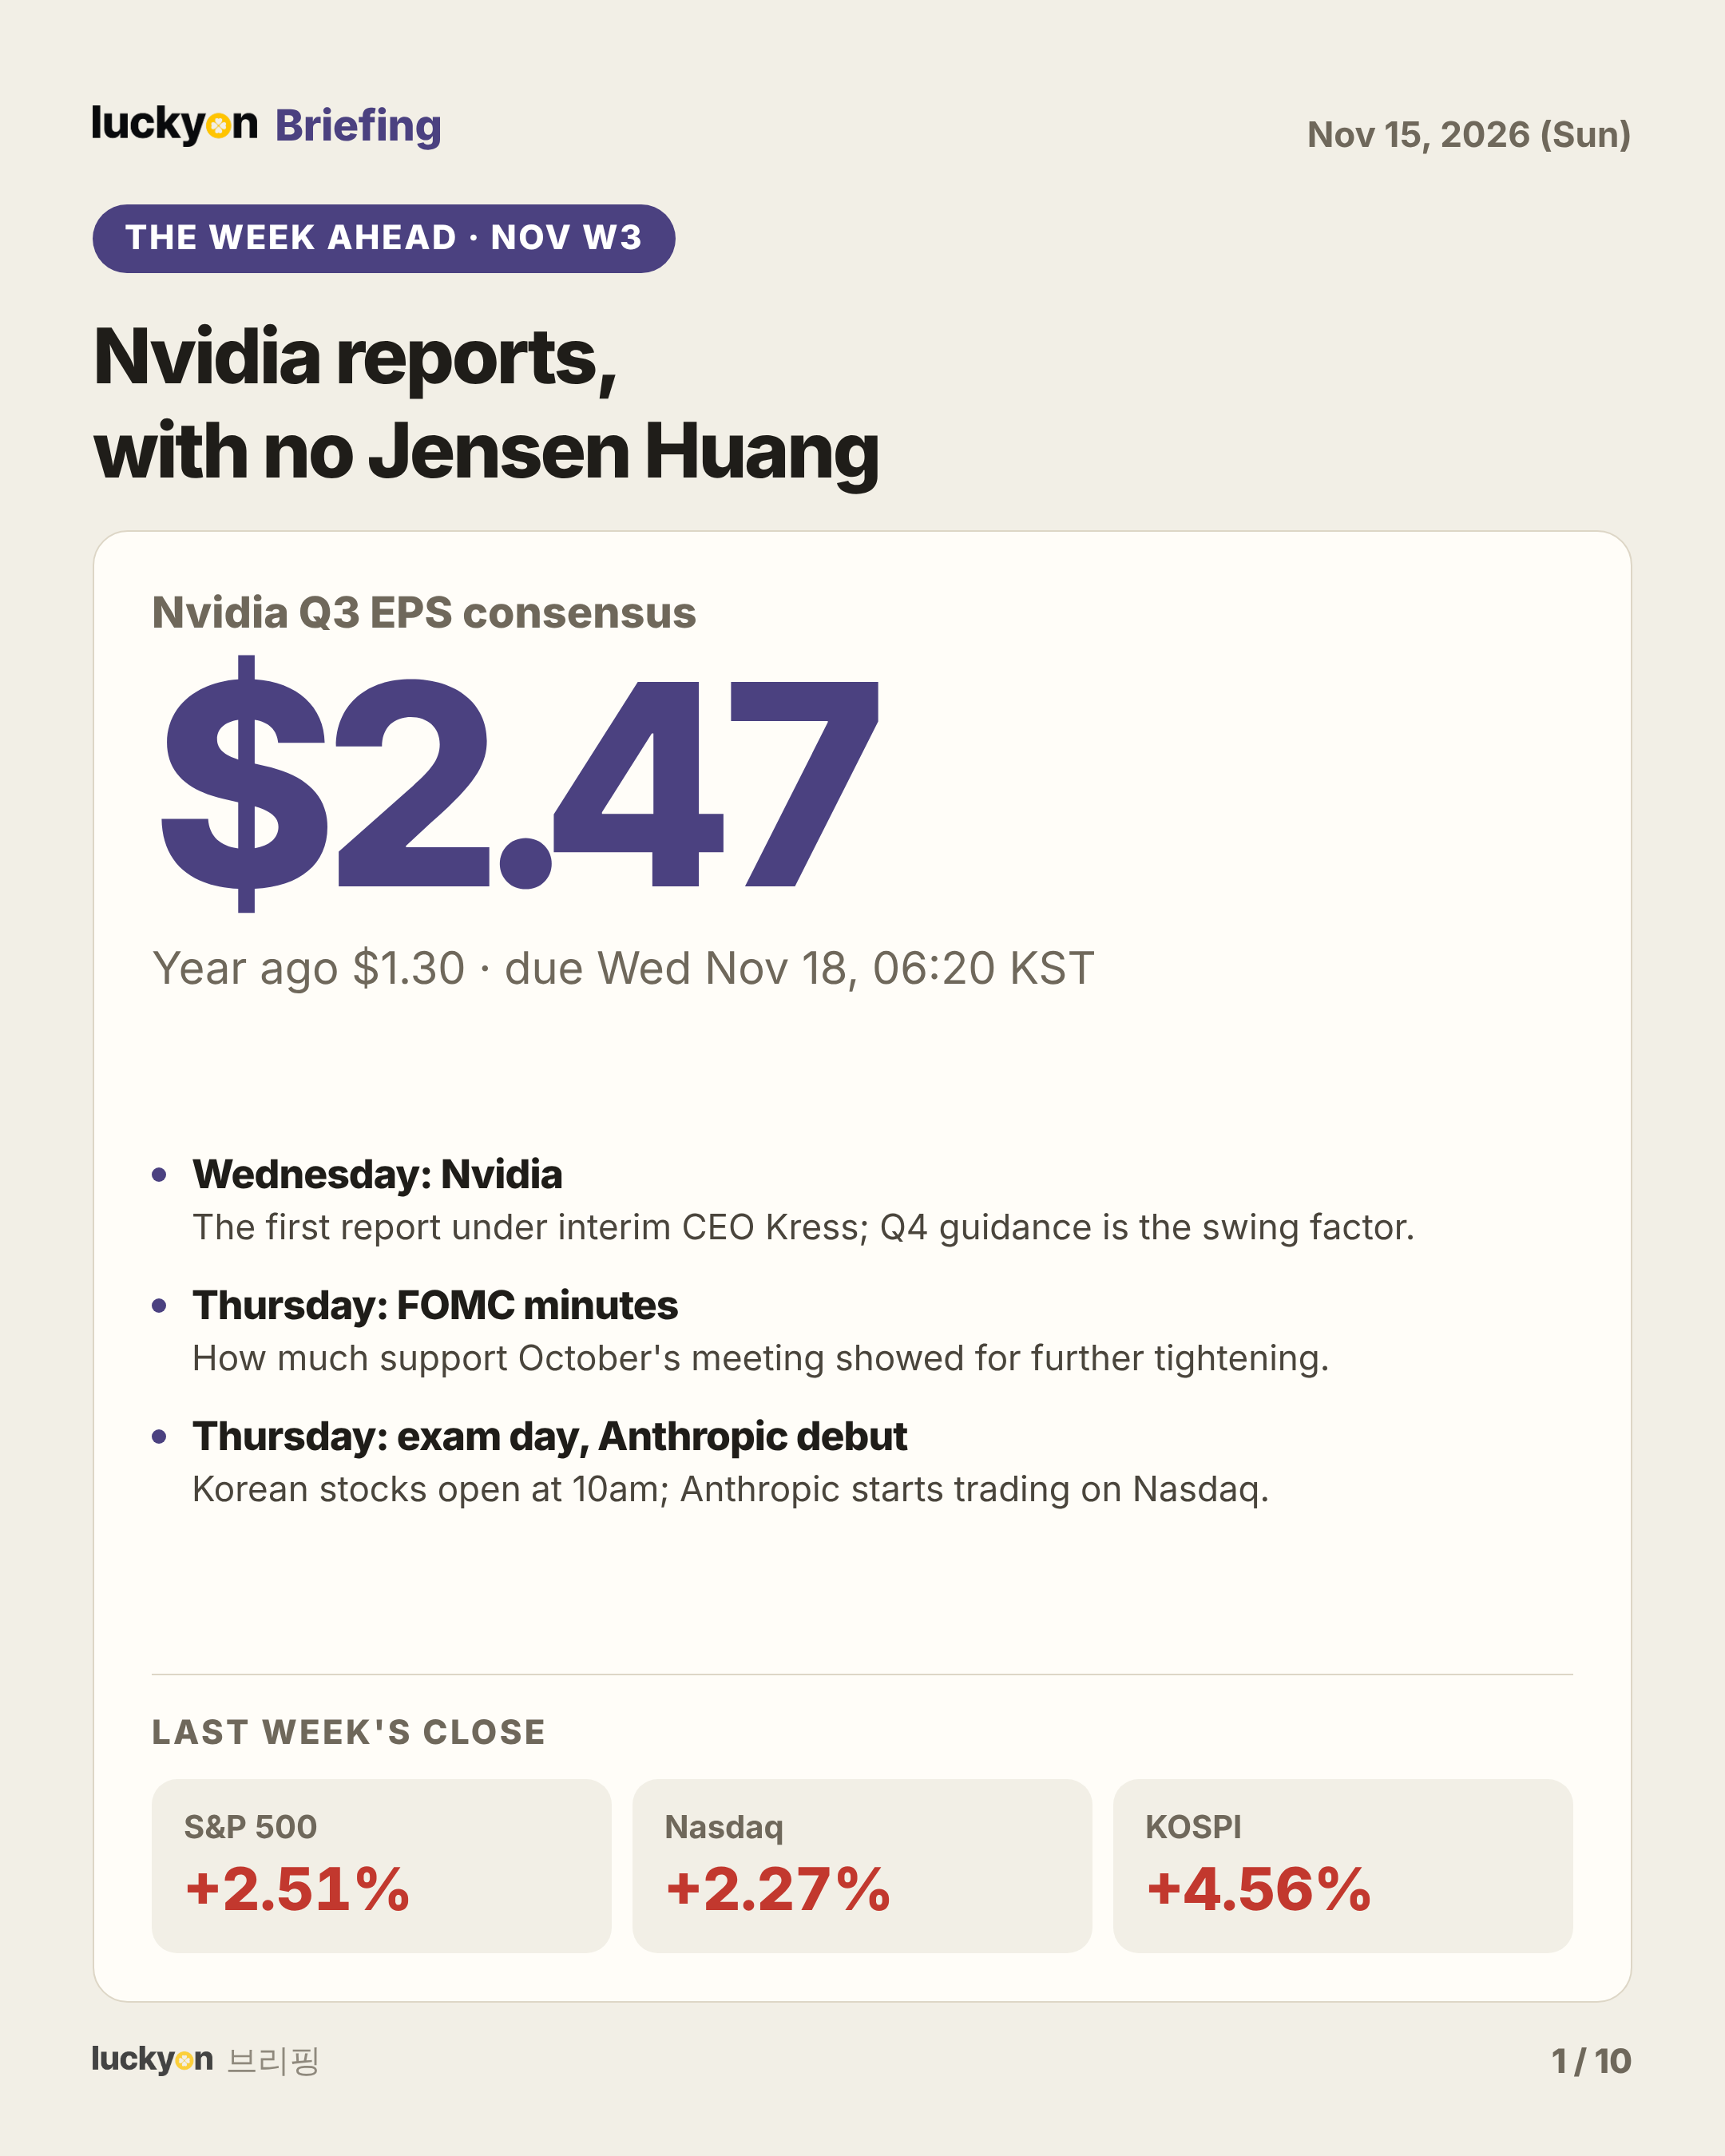 luckyon Briefing
Nov 15, 2026 (Sun)
THE WEEK AHEAD · NOV W3
Nvidia reports,
with no Jensen Huang
Nvidia Q3 EPS consensus
$2.47
Year ago $1.30 · due Wed Nov 18, 06:20 KST
Wednesday: Nvidia
The first report under interim CEO Kress; Q4 guidance is the swing factor.
Thursday: FOMC minutes
How much support October's meeting showed for further tightening.
Thursday: exam day, Anthropic debut
Korean stocks open at 10am; Anthropic starts trading on Nasdaq.
LAST WEEK'S CLOSE
S&P 500
+2.51%
Nasdaq
+2.27%
KOSPI
+4.56%
luckyon 브리핑
1 / 10